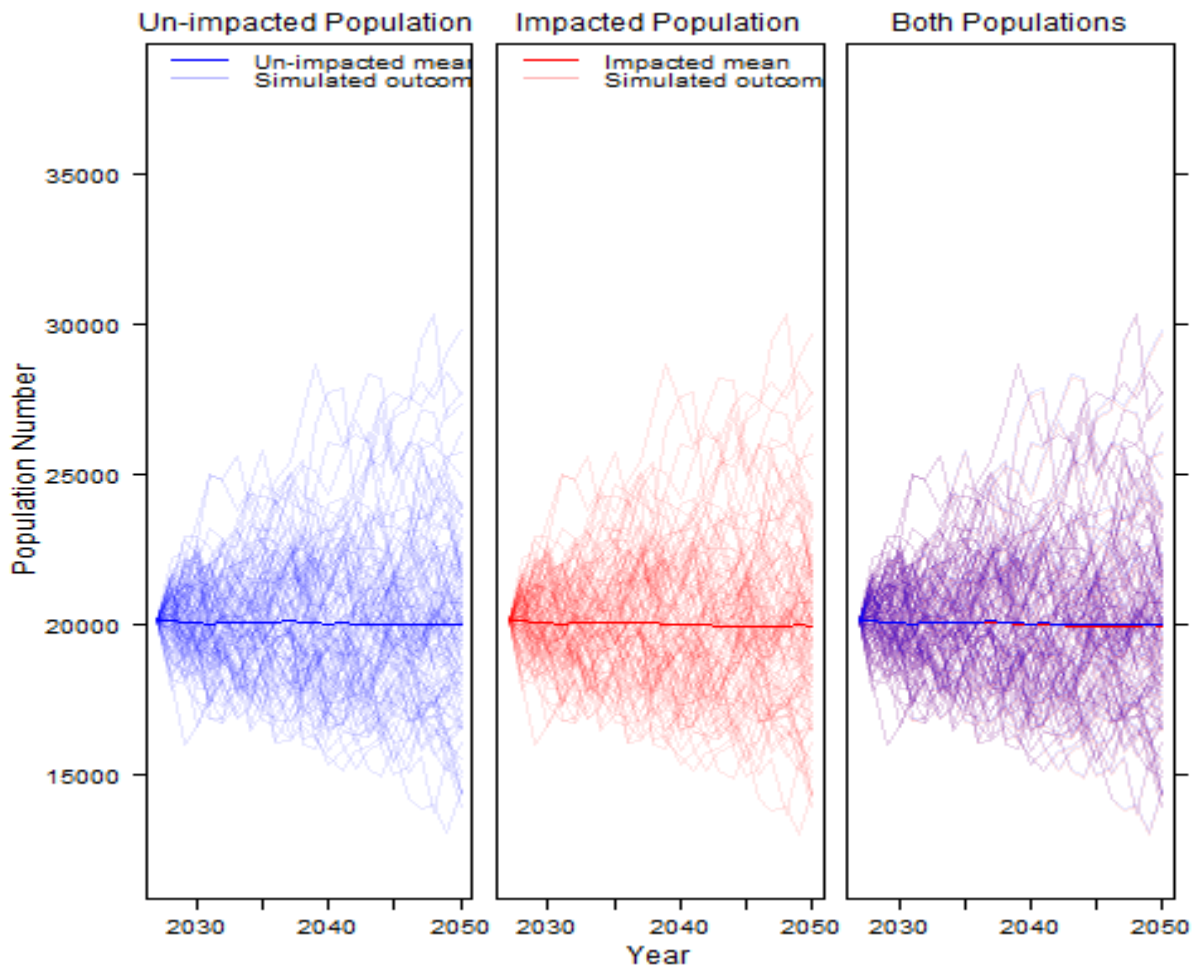 Un-impacted Population
Impacted Population
Both Populations
Un-impacted mean
Simulated outcom
Impacted mean
Simulated outcom
Population Number
35000
30000
25000
20000
15000
2030
2040
2050
2030
2040
2050
2030
2040
2050
Year